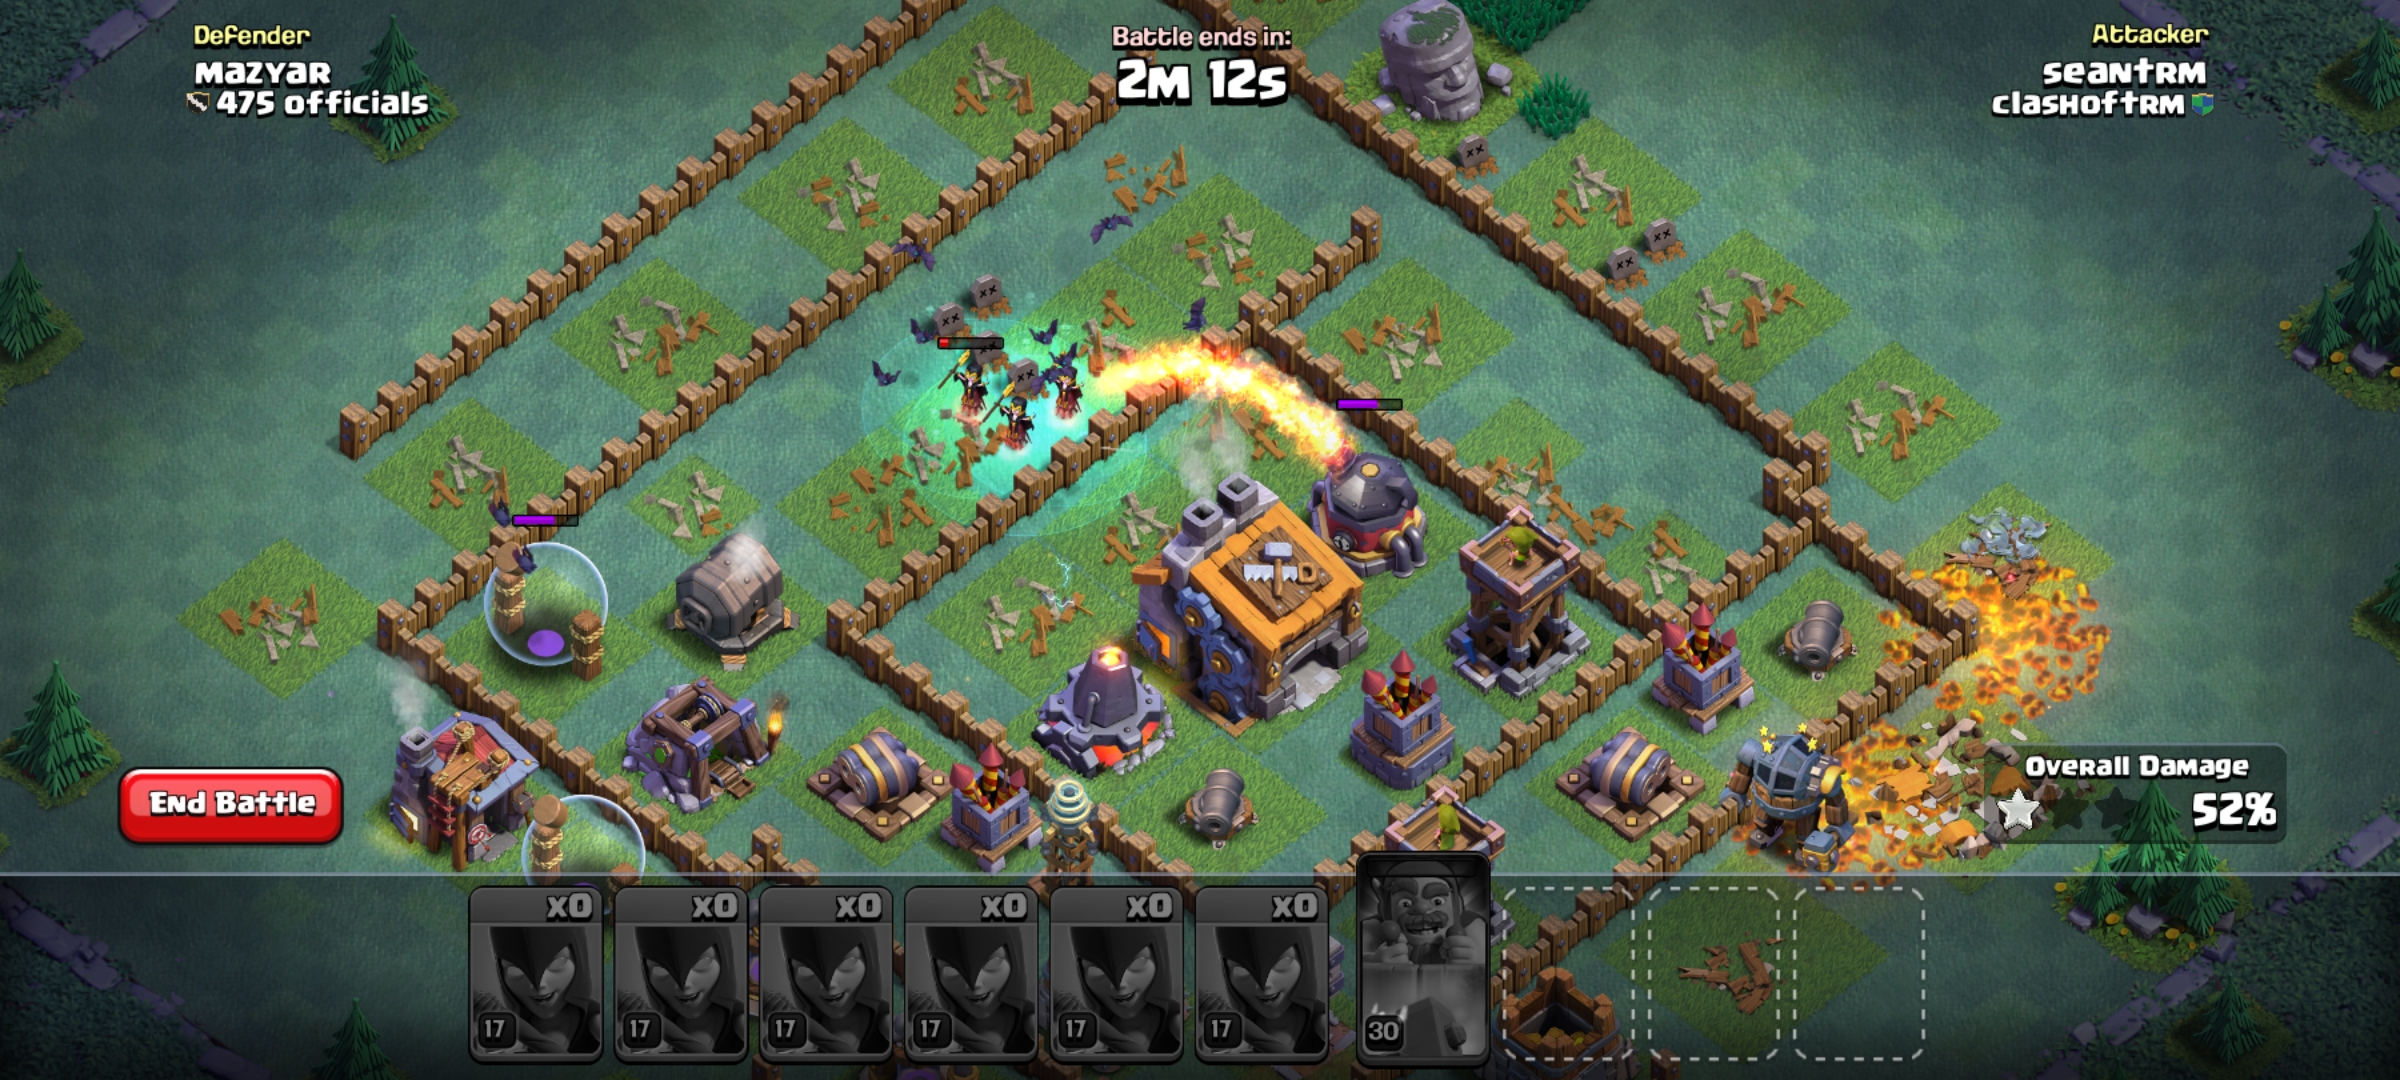 Defender
Mazyar
475 officials
Battle ends in:
2M 12s
Attacker
seantRM
clashoftRM
End Battle
Overall Damage
52%
x0
x0
x0
x0
x0
x0
17
17
17
17
17
17
30